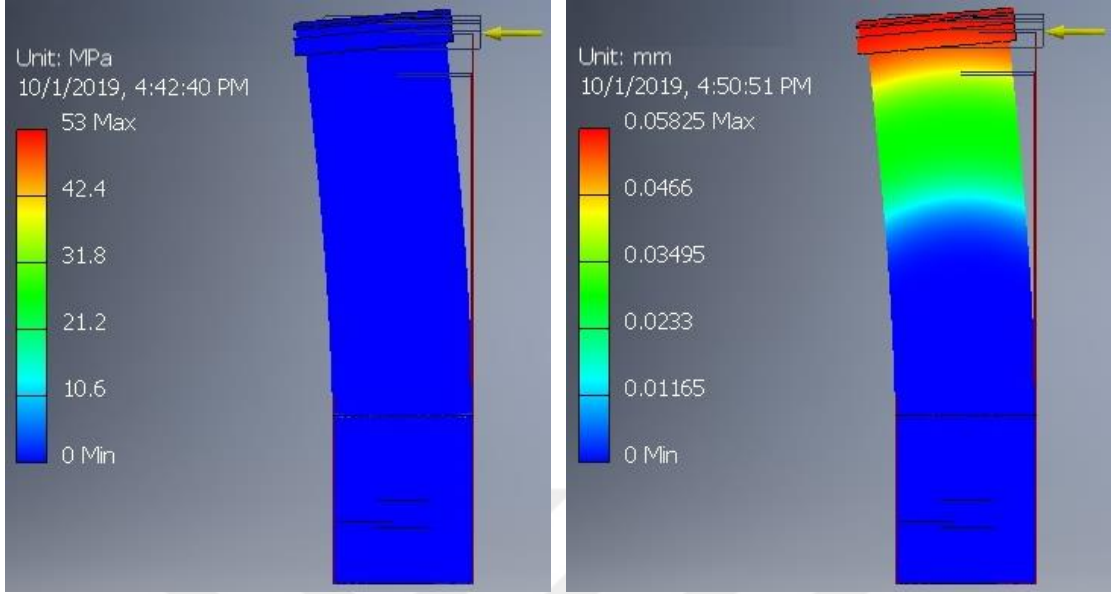 Unit: MPa
10/1/2019, 4:42:40 PM
53 Max
42.4
31.8
21.2
10.6
0 Min
Unit: mm
10/1/2019, 4:50:51 PM
0.05825 Max
0.0466
0.03495
0.0233
0.01165
0 Min